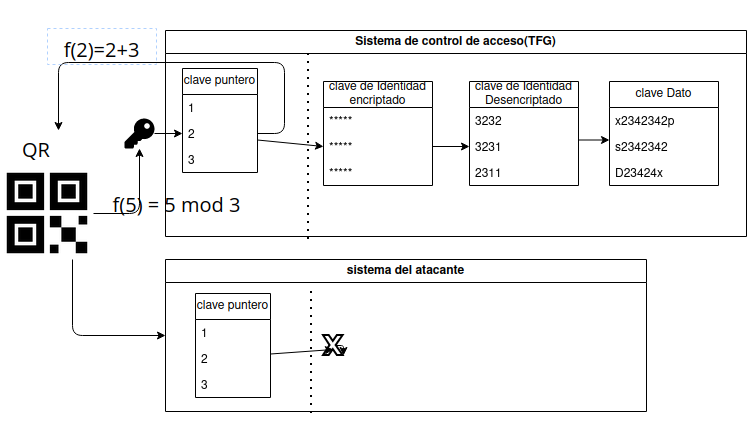 f(2)=2+3
Sistema de control de acceso(TFG)
clave puntero
1
2
3
clave de Identidad
encriptado
*****
*****
*****
clave de Identidad
Desencriptado
3232
3231
2311
clave Dato
x2342342p
s2342342
D23424x
QR
f(5) = 5 mod 3
sistema del atacante
clave puntero
1
2
3
X